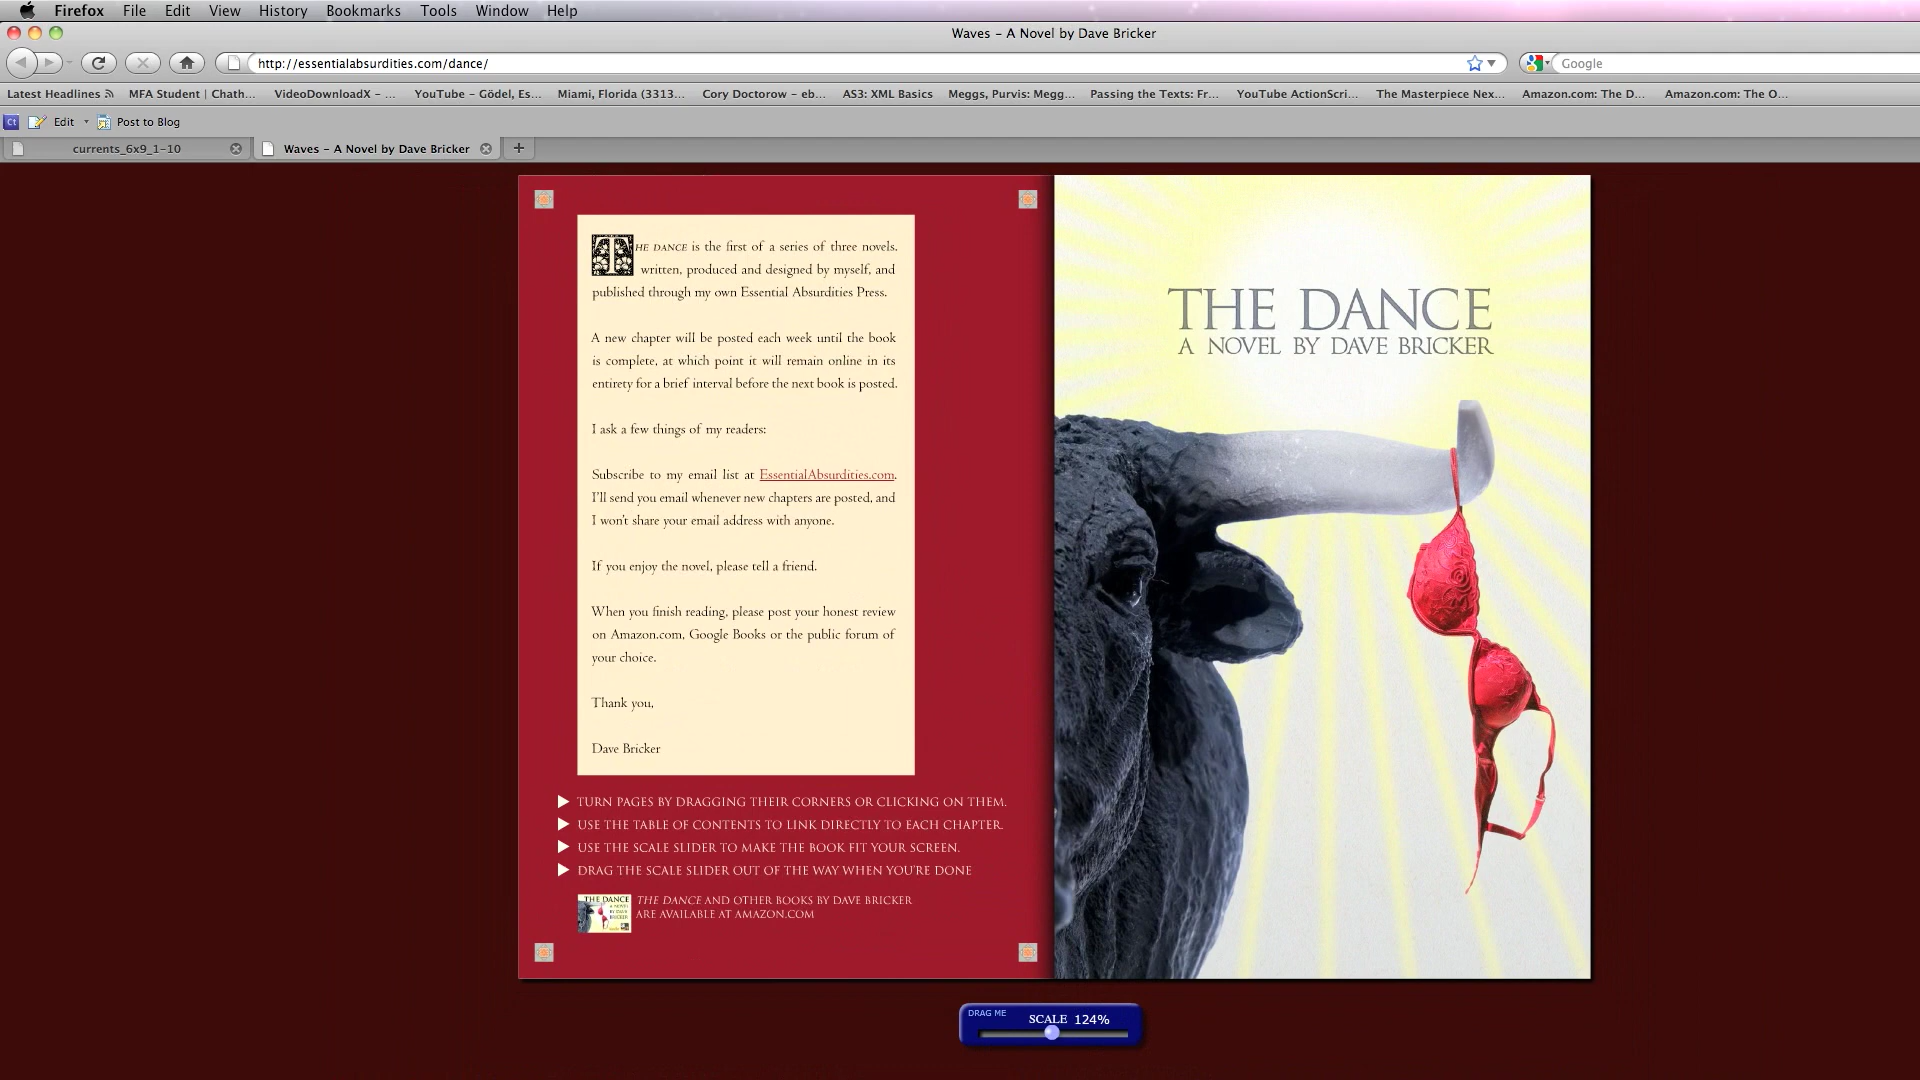 Firefox File Edit View History Bookmarks Tools Window Help
Waves – A Novel by Dave Bricker
http://essentialabsurdities.com/dance/
Google
Latest Headlines MFA Student | Chath... VideoDownloadX – ... YouTube – Gödel, Es... Miami, Florida (3313... Cory Doctorow – eb... AS3: XML Basics Meggs, Purvis: Megg... Passing the Texts: Fr... YouTube ActionScri... The Masterpiece Nex... Amazon.com: The D... Amazon.com: The O...
Ct Edit Post to Blog
currents_6x9_1-10 Waves – A Novel by Dave Bricker
THE DANCE is the first of a series of three novels.
written, produced and designed by myself, and
published through my own Essential Absurdities Press.
A new chapter will be posted each week until the book
is complete, at which point it will remain online in its
entirety for a brief interval before the next book is posted.
I ask a few things of my readers:
Subscribe to my email list at EssentialAbsurdities.com.
I'll send you email whenever new chapters are posted, and
I won't share your email address with anyone.
If you enjoy the novel, please tell a friend.
When you finish reading, please post your honest review
on Amazon.com, Google Books or the public forum of
your choice.
Thank you,
Dave Bricker
TURN PAGES BY DRAGGING THEIR CORNERS OR CLICKING ON THEM.
USE THE TABLE OF CONTENTS TO LINK DIRECTLY TO EACH CHAPTER.
USE THE SCALE SLIDER TO MAKE THE BOOK FIT YOUR SCREEN.
DRAG THE SCALE SLIDER OUT OF THE WAY WHEN YOU'RE DONE
THE DANCE
A NOVEL
BY DAVE
BRICKER
THE DANCE AND OTHER BOOKS BY DAVE BRICKER
ARE AVAILABLE AT AMAZON.COM
THE DANCE
A NOVEL BY DAVE BRICKER
DRAG ME
SCALE 124%